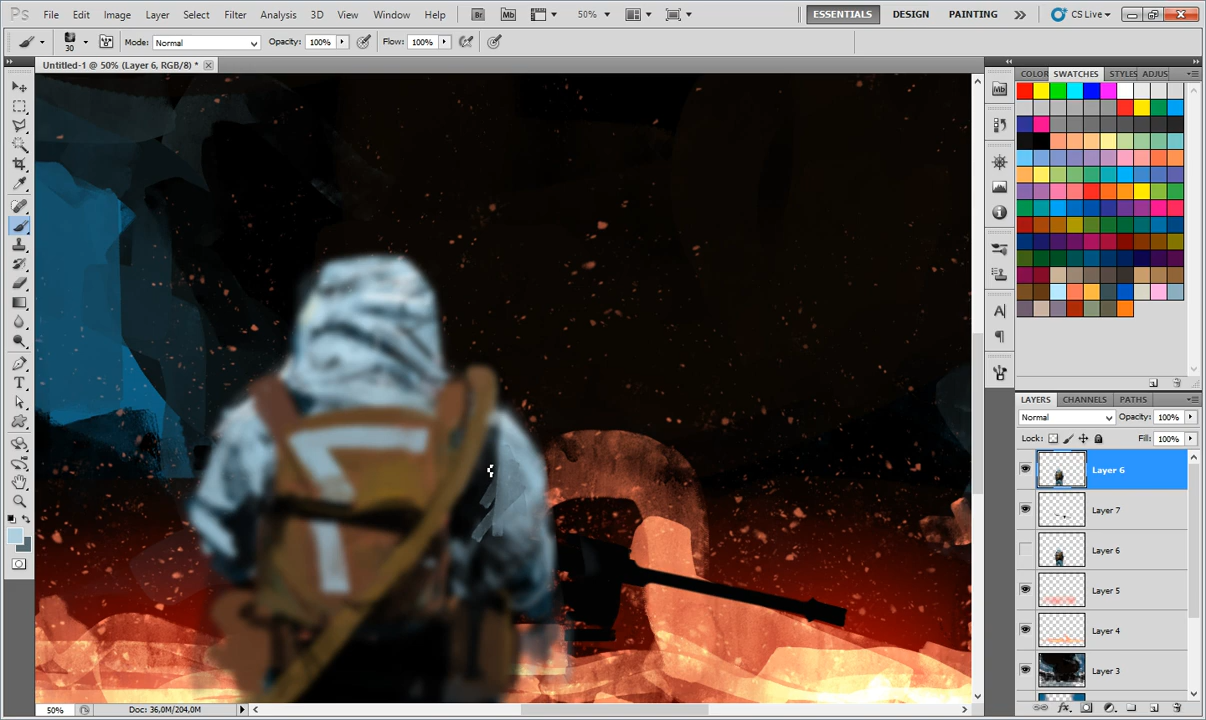 Ps File Edit Image Layer Select Filter Analysis 3D View Window Help Br Mb 50% ESSENTIALS DESIGN PAINTING CS Live
30 Mode: Normal Opacity: 100% Flow: 100%
Untitled-1 @ 50% (Layer 6, RGB/8) *
COLOR SWATCHES STYLES ADJUS
Mb
LAYERS CHANNELS PATHS
Normal Opacity: 100%
Lock: Fill: 100%
Layer 6
Layer 7
Layer 6
Layer 5
Layer 4
Layer 3
50% Doc: 36,0M/204,0M